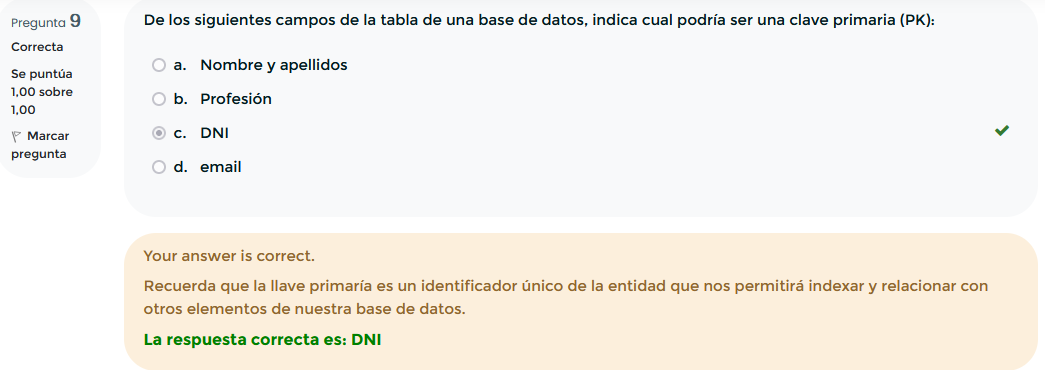 Pregunta 9
Correcta
Se puntúa
1,00 sobre
1,00
Marcar
pregunta
De los siguientes campos de la tabla de una base de datos, indica cual podría ser una clave primaria (PK):
a. Nombre y apellidos
b. Profesión
c. DNI
d. email
Your answer is correct.
Recuerda que la llave primaría es un identificador único de la entidad que nos permitirá indexar y relacionar con
otros elementos de nuestra base de datos.
La respuesta correcta es: DNI